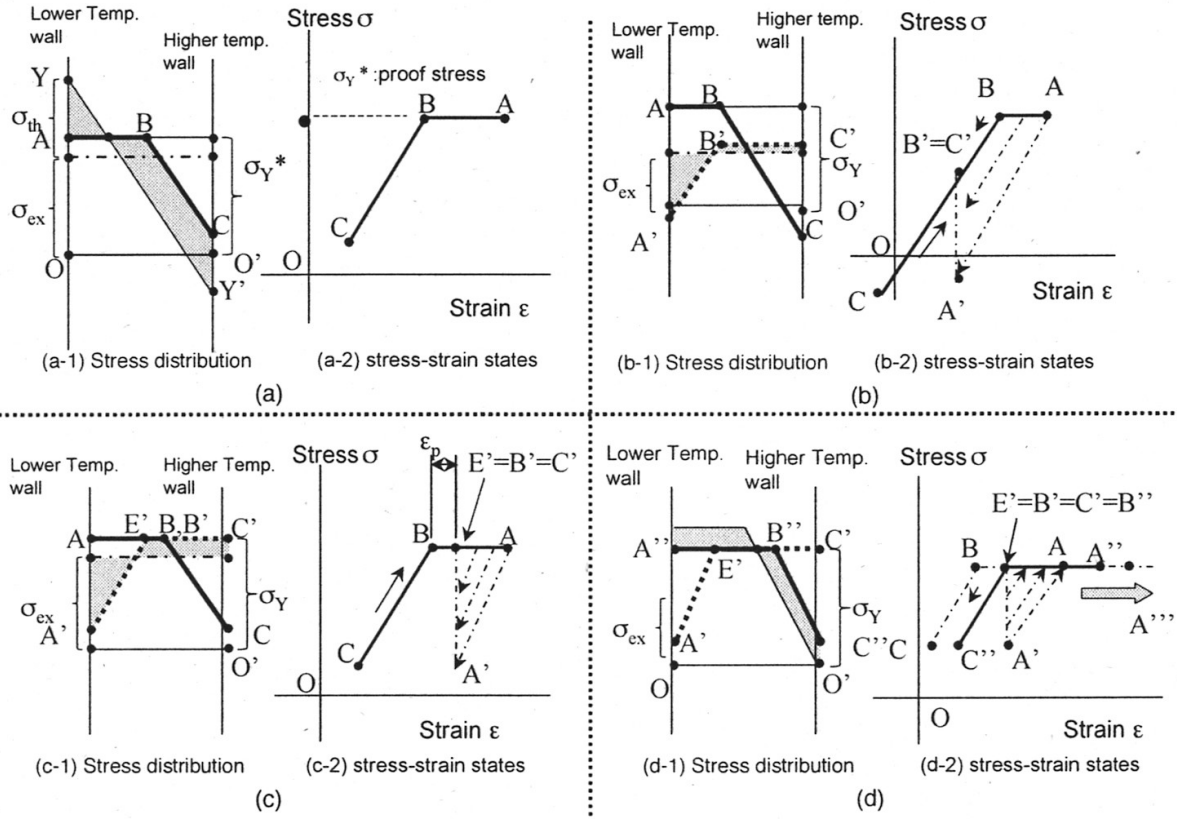 Lower Temp.
wall
Higher temp.
wall
Y
σth
A
B
σex
σY*
C
O
O'
Y'
(a-1) Stress distribution
Stress σ
σY* :proof stress
B
A
C
O
Strain ε
(a-2) stress-strain states
(a)
Lower Temp.
wall
Higher temp.
wall
A
B
B'
C'
σY
σex
O'
A'
C
(b-1) Stress distribution
Stress σ
B
A
B'=C'
O
C
A'
Strain ε
(b-2) stress-strain states
(b)
Lower Temp.
wall
Higher Temp.
wall
A
E'
B,B'
C'
σex
σY
A'
C
O'
(c-1) Stress distribution
Stress σ
εp
E'=B'=C'
B
A
C
A'
O
Strain ε
(c-2) stress-strain states
(c)
Lower Temp.
wall
Higher Temp.
wall
A''
B''
C'
E'
σex
σY
A'
C''C
O
O'
(d-1) Stress distribution
Stress σ
E'=B'=C'=B''
B
A
A''
A'''
C''
A'
O
Strain ε
(d-2) stress-strain states
(d)